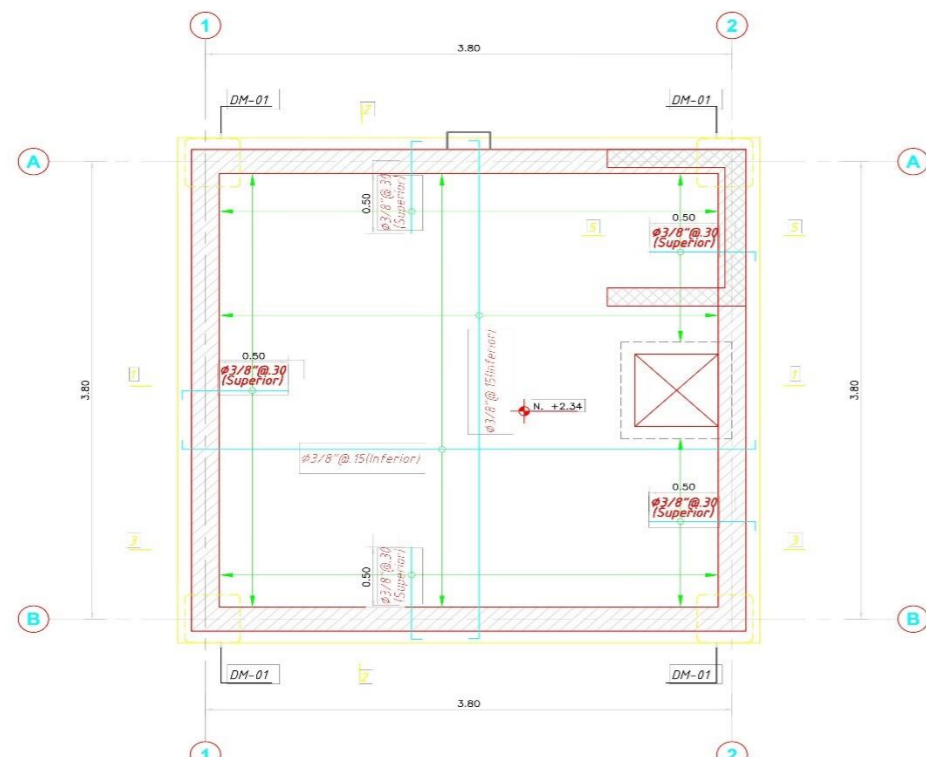 1
2
3.80
DM-01
DM-01
2
A
A
0.50
Ø3/8"@.30
(Superior)
5
0.50
Ø3/8"@.30
(Superior)
5
0.50
Ø3/8"@.30
(Superior)
1
1
3.80
3.80
Ø3/8"@.15(Inferior)
N. +2.34
Ø3/8"@.15(Inferior)
0.50
Ø3/8"@.30
(Superior)
3
3
0.50
Ø3/8"@.30
(Superior)
B
B
DM-01
DM-01
2
3.80
1
2